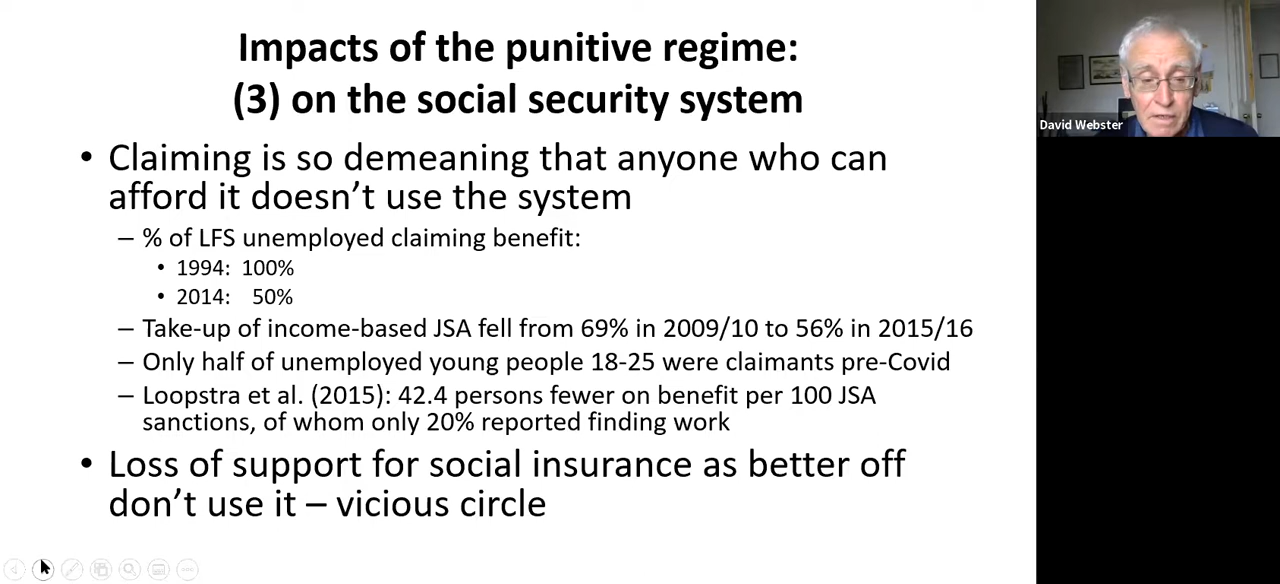 Impacts of the punitive regime:
(3) on the social security system
• Claiming is so demeaning that anyone who can
afford it doesn’t use the system
– % of LFS unemployed claiming benefit:
• 1994: 100%
• 2014: 50%
– Take-up of income-based JSA fell from 69% in 2009/10 to 56% in 2015/16
– Only half of unemployed young people 18-25 were claimants pre-Covid
– Loopstra et al. (2015): 42.4 persons fewer on benefit per 100 JSA
sanctions, of whom only 20% reported finding work
• Loss of support for social insurance as better off
don’t use it – vicious circle
David Webster